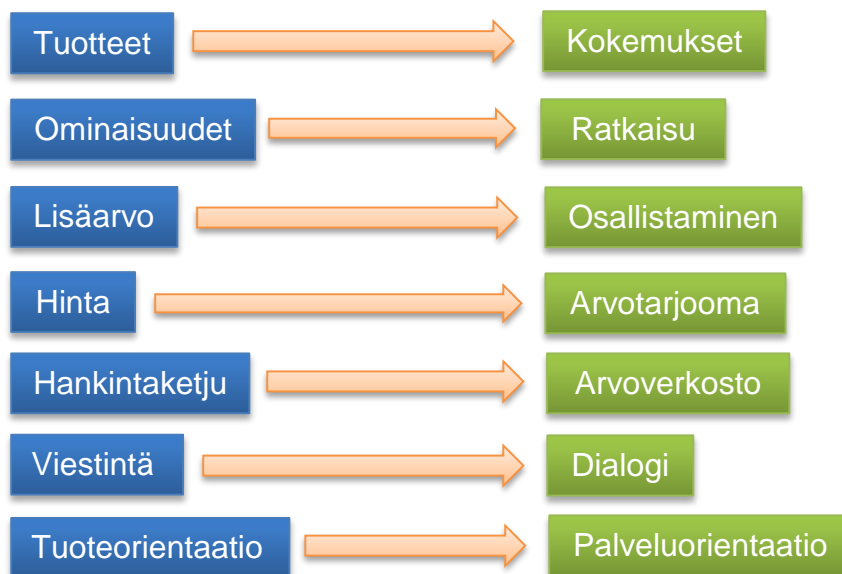 Tuotteet
Kokemukset
Ominaisuudet
Ratkaisu
Lisäarvo
Osallistaminen
Hinta
Arvotarjooma
Hankintaketju
Arvoverkosto
Viestintä
Dialogi
Tuoteorientaatio
Palveluorientaatio